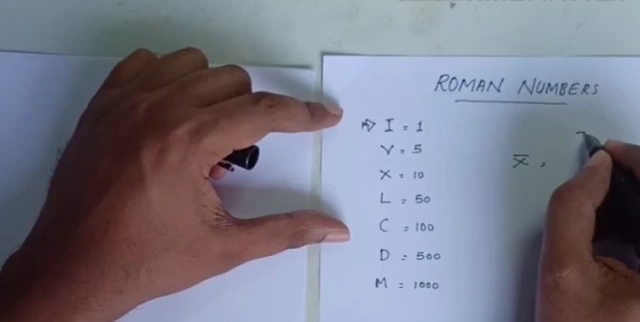 ROMAN NUMBERS
I = 1
V = 5
X = 10
L = 50
C = 100
D = 500
M = 1000
X̅ =